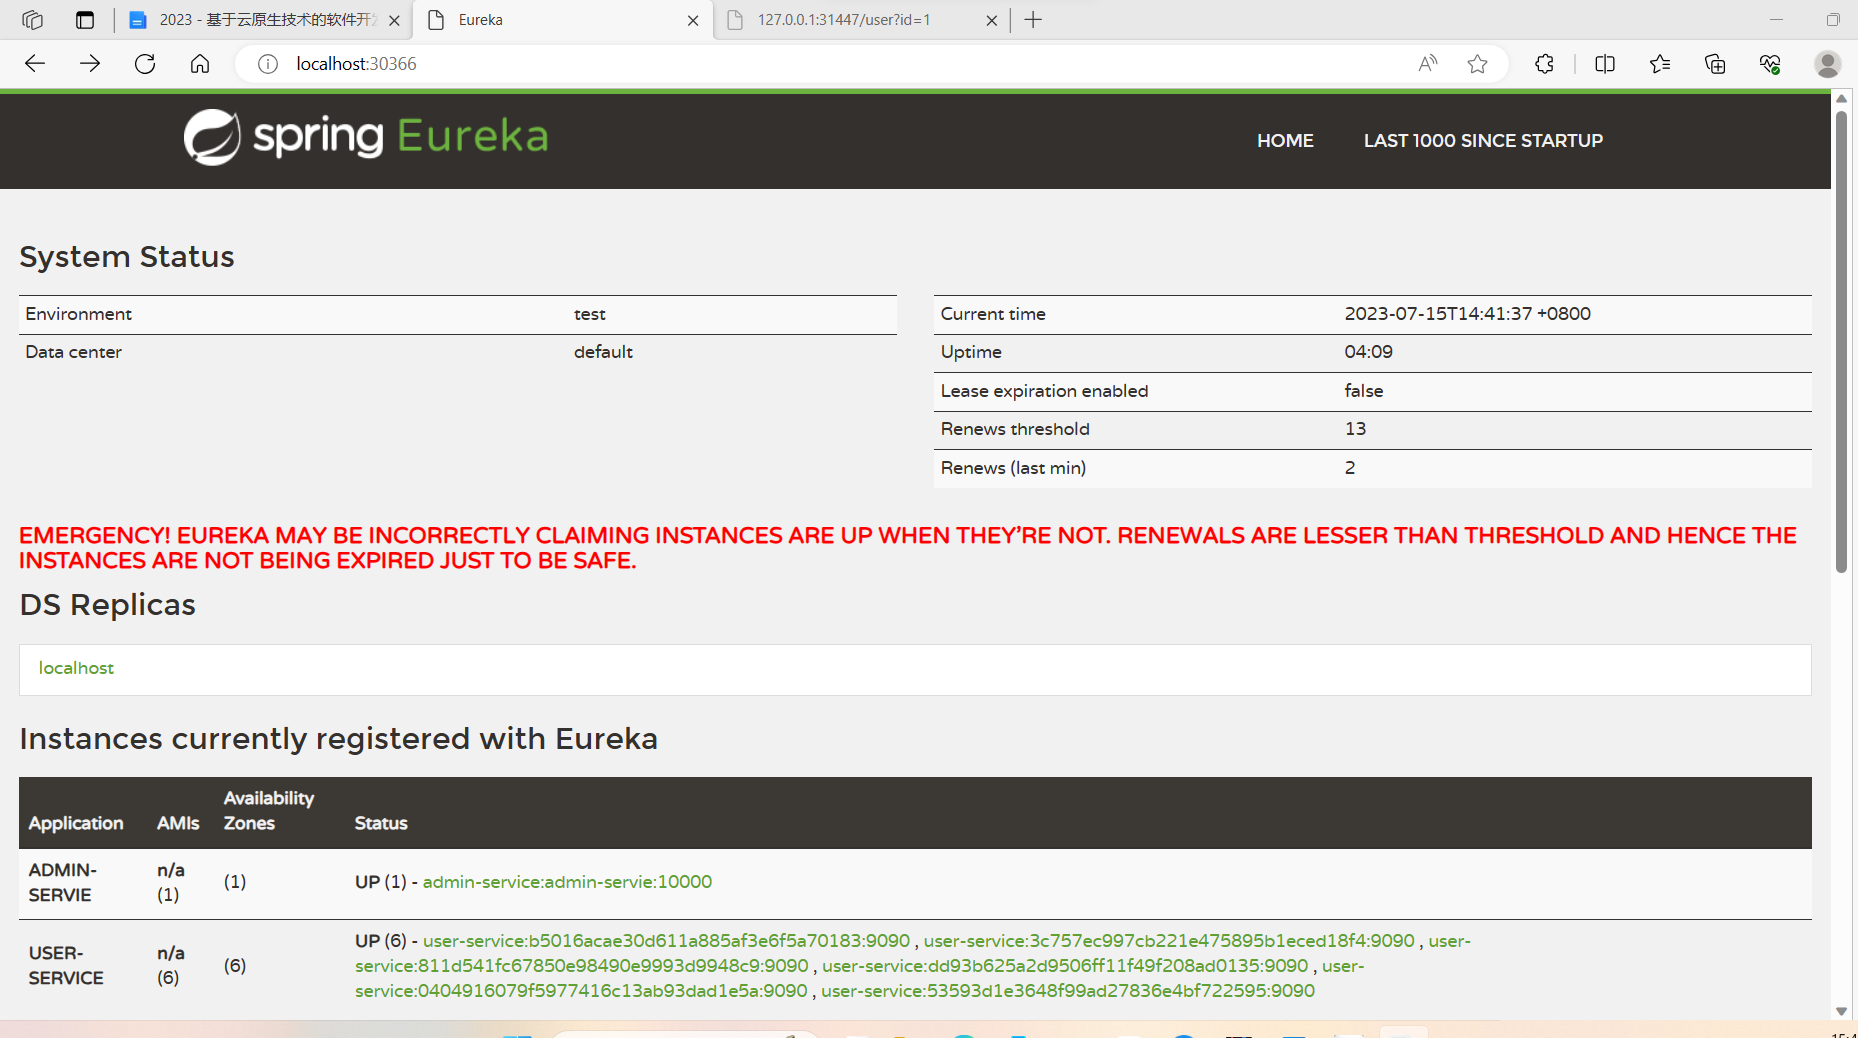 2023 - 基于云原生技术的软件开
Eureka
127.0.0.1:31447/user?id=1
localhost:30366
spring Eureka
HOME
LAST 1000 SINCE STARTUP
System Status
Environment test
Data center default
Current time 2023-07-15T14:41:37 +0800
Uptime 04:09
Lease expiration enabled false
Renews threshold 13
Renews (last min) 2
EMERGENCY! EUREKA MAY BE INCORRECTLY CLAIMING INSTANCES ARE UP WHEN THEY'RE NOT. RENEWALS ARE LESSER THAN THRESHOLD AND HENCE THE
INSTANCES ARE NOT BEING EXPIRED JUST TO BE SAFE.
DS Replicas
localhost
Instances currently registered with Eureka
Application AMIs Availability Zones Status
ADMIN-
SERVIE
n/a
(1)
(1)
UP (1) - admin-service:admin-servie:10000
USER-
SERVICE
n/a
(6)
(6)
UP (6) - user-service:b5016acae30d611a885af3e6f5a70183:9090 , user-service:3c757ec997cb221e475895b1eced18f4:9090 , user-
service:811d541fc67850e98490e9993d9948c9:9090 , user-service:dd93b625a2d9506ff11f49f208ad0135:9090 , user-
service:0404916079f5977416c13ab93dad1e5a:9090 , user-service:53593d1e3648f99ad27836e4bf722595:9090